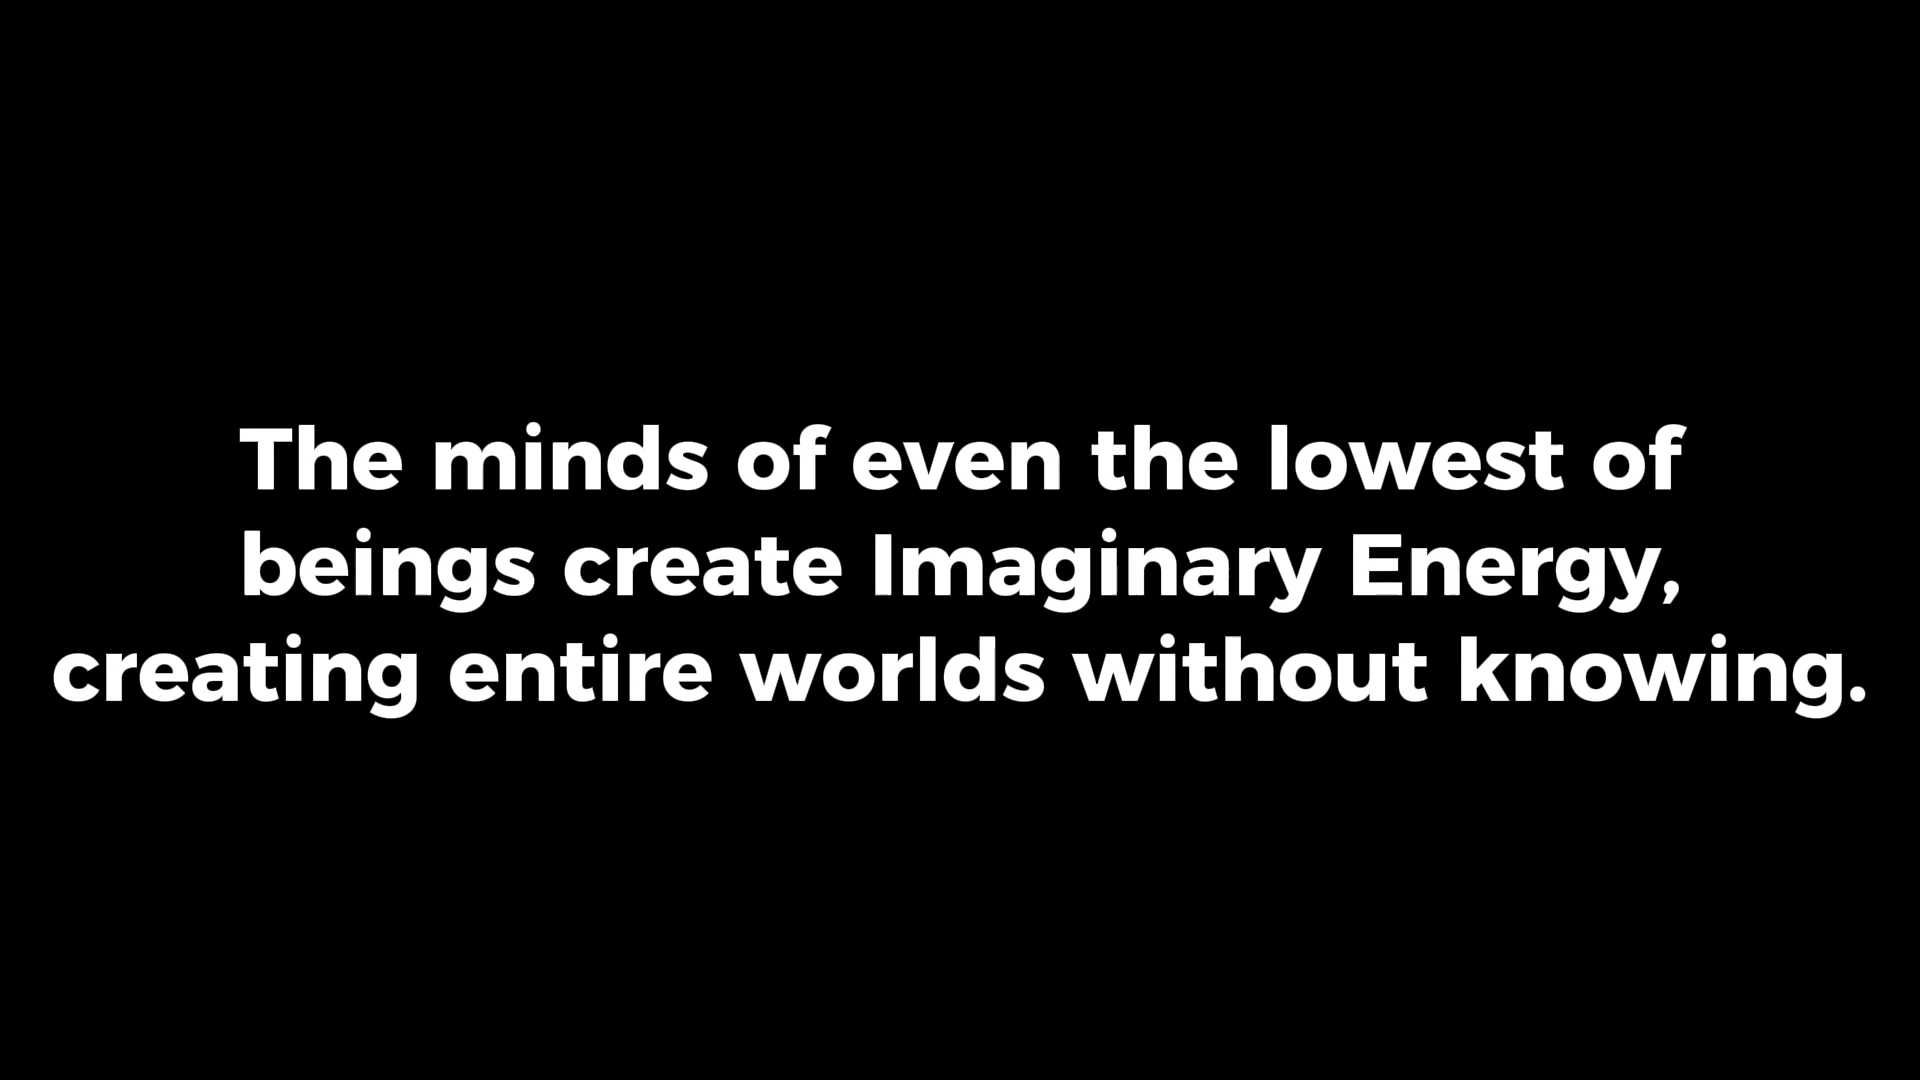 The minds of even the lowest of
beings create Imaginary Energy,
creating entire worlds without knowing.